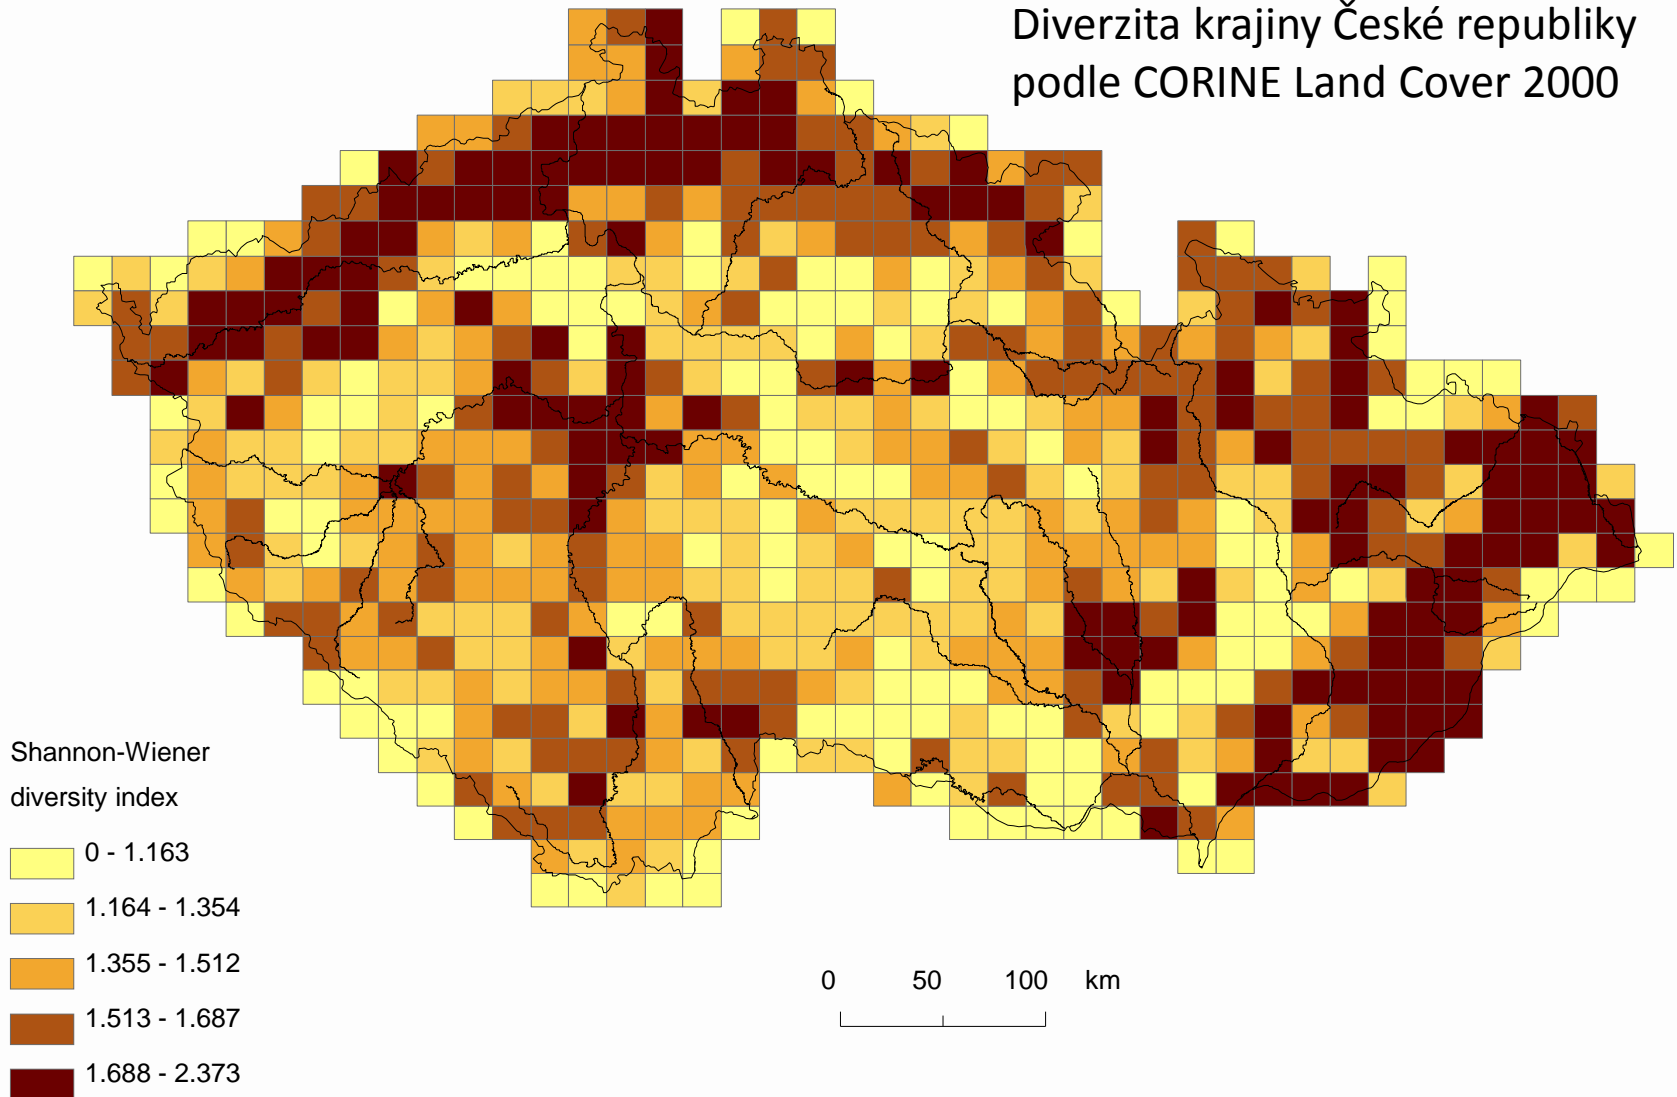 Diverzita krajiny České republiky
podle CORINE Land Cover 2000
Shannon-Wiener
diversity index
0 - 1.163
1.164 - 1.354
1.355 - 1.512
1.513 - 1.687
1.688 - 2.373
0 50 100 km